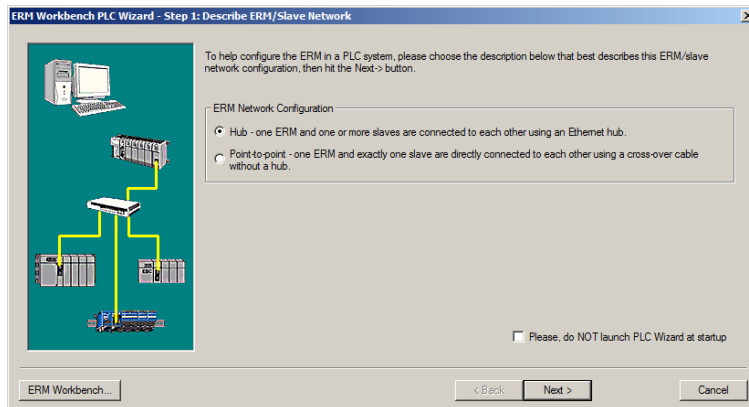 ERM Workbench PLC Wizard - Step 1: Describe ERM/Slave Network
To help configure the ERM in a PLC system, please choose the description below that best describes this ERM/slave
network configuration, then hit the Next-> button.
ERM Network Configuration
Hub - one ERM and one or more slaves are connected to each other using an Ethernet hub.
Point-to-point - one ERM and exactly one slave are directly connected to each other using a cross-over cable
without a hub.
Please, do NOT launch PLC Wizard at startup
ERM Workbench...
< Back
Next >
Cancel